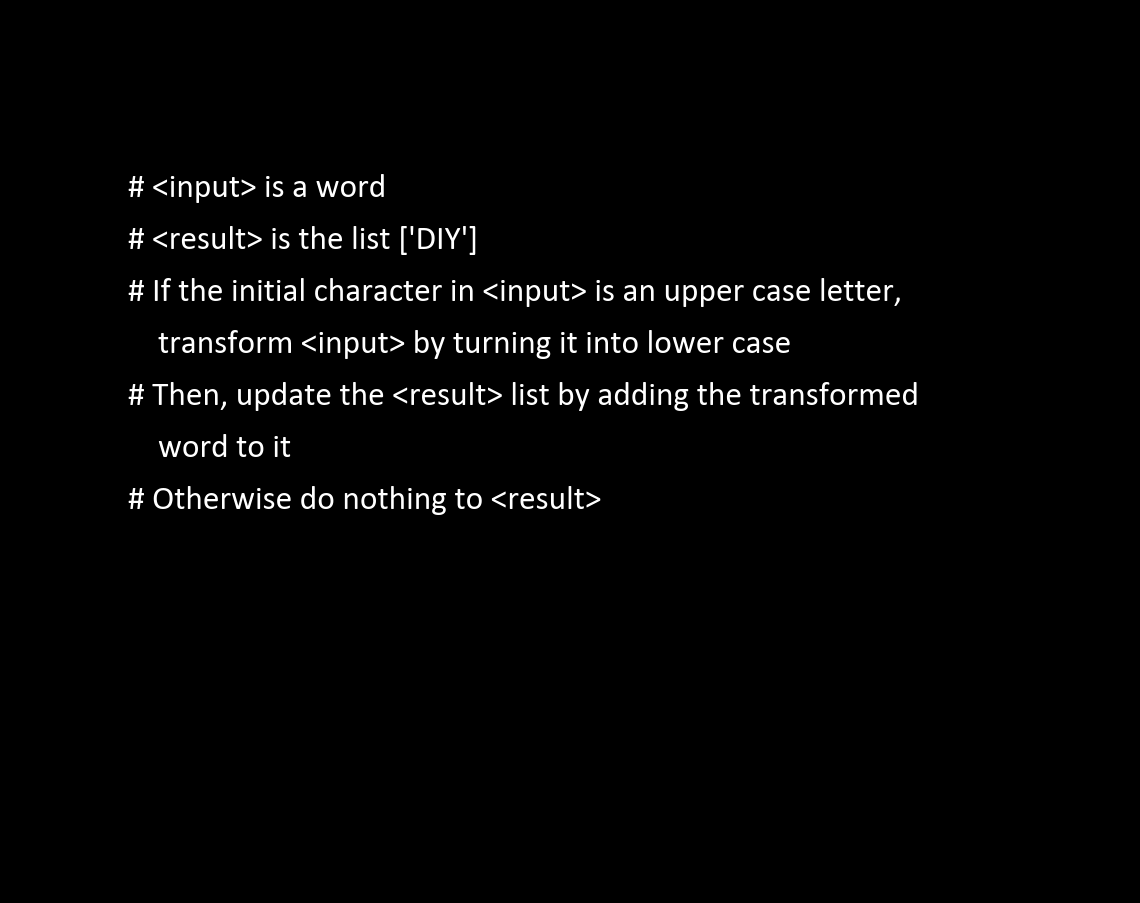 # <input> is a word
# <result> is the list ['DIY']
# If the initial character in <input> is an upper case letter,
transform <input> by turning it into lower case
# Then, update the <result> list by adding the transformed
word to it
# Otherwise do nothing to <result>